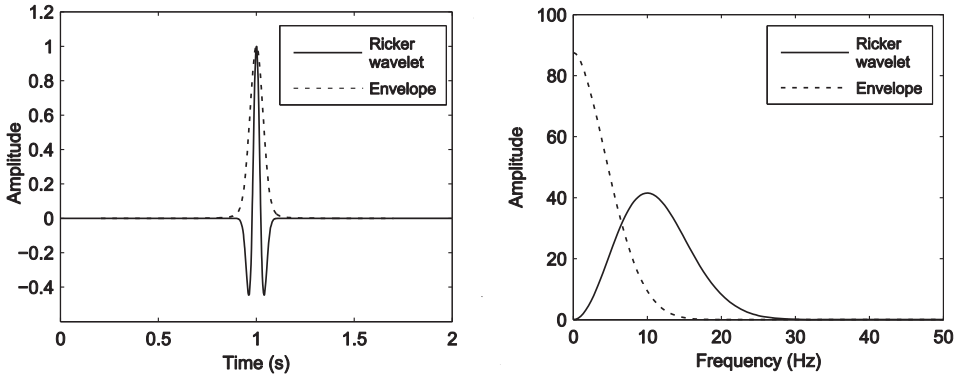 1.2
1
0.8
0.6
0.4
0.2
0
−0.2
−0.4
Amplitude
Ricker
wavelet
Envelope
0 0.5 1 1.5 2
Time (s)
100
80
60
40
20
0
Amplitude
Ricker
wavelet
Envelope
0 10 20 30 40 50
Frequency (Hz)